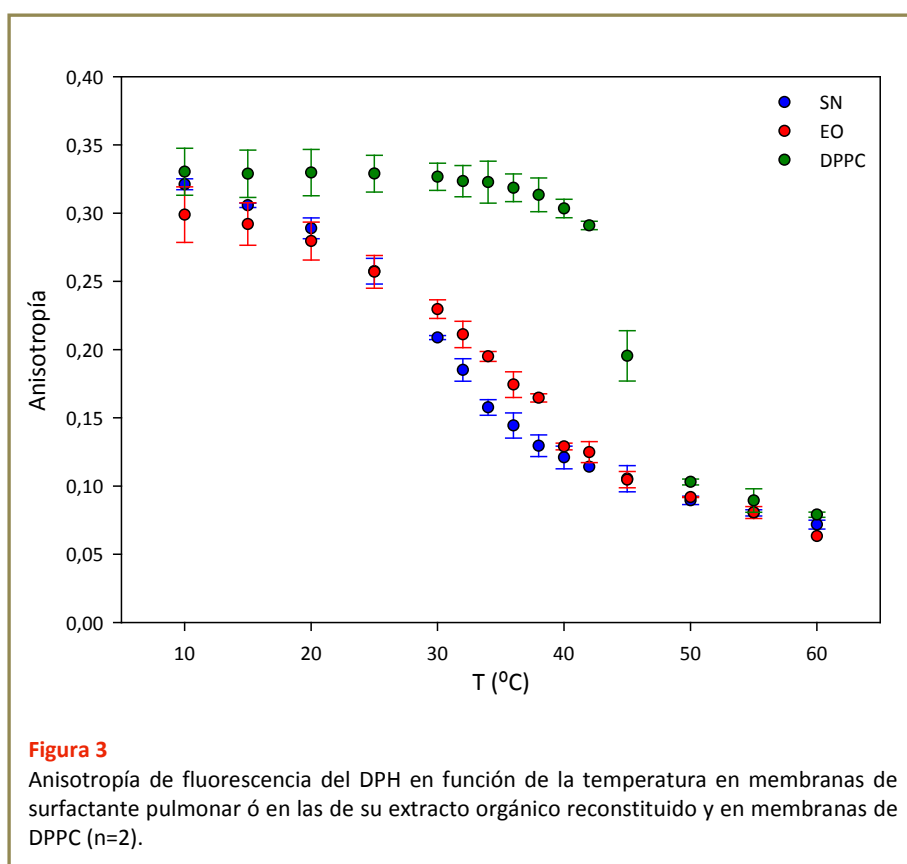 0,40
0,35
0,30
0,25
0,20
0,15
0,10
0,05
0,00
Anisotropía
SN
EO
DPPC
10 20 30 40 50 60
T (⁰C)
Figura 3
Anisotropía de fluorescencia del DPH en función de la temperatura en membranas de
surfactante pulmonar ó en las de su extracto orgánico reconstituido y en membranas de
DPPC (n=2).